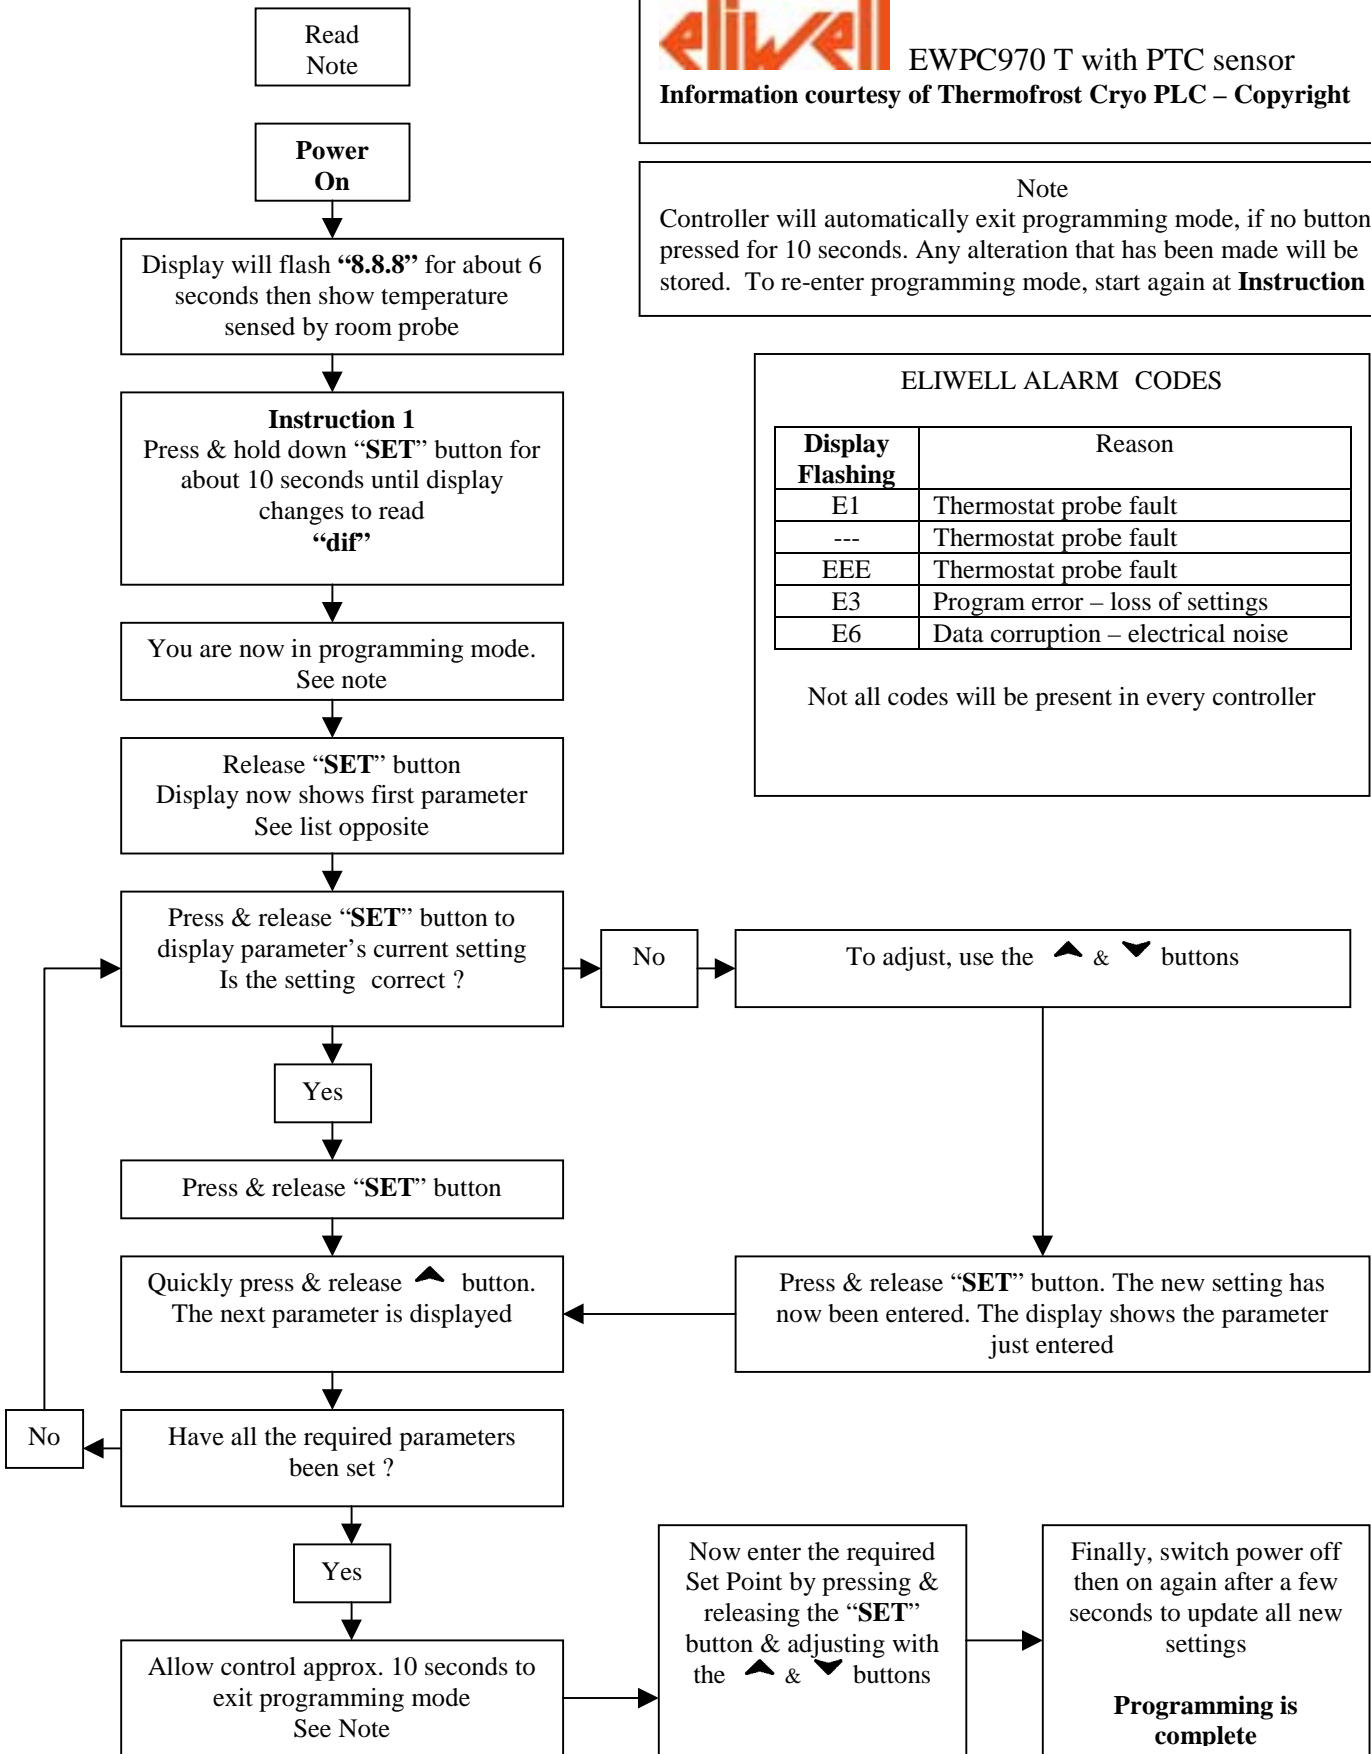 Read
Note
eliwell EWPC970 T with PTC sensor
Information courtesy of Thermofrost Cryo PLC – Copyright
Power
On
Note
Controller will automatically exit programming mode, if no button
pressed for 10 seconds. Any alteration that has been made will be
stored. To re-enter programming mode, start again at Instruction
Display will flash “8.8.8” for about 6
seconds then show temperature
sensed by room probe
Instruction 1
Press & hold down “SET” button for
about 10 seconds until display
changes to read
“dif”
ELIWELL ALARM CODES
Display Reason
Flashing
E1 Thermostat probe fault
--- Thermostat probe fault
EEE Thermostat probe fault
E3 Program error – loss of settings
E6 Data corruption – electrical noise
Not all codes will be present in every controller
You are now in programming mode.
See note
Release “SET” button
Display now shows first parameter
See list opposite
Press & release “SET” button to
display parameter’s current setting
Is the setting correct ?
No
To adjust, use the & buttons
Yes
Press & release “SET” button
Quickly press & release button.
The next parameter is displayed
Press & release “SET” button. The new setting has
now been entered. The display shows the parameter
just entered
No
Have all the required parameters
been set ?
Yes
Allow control approx. 10 seconds to
exit programming mode
See Note
Now enter the required
Set Point by pressing &
releasing the “SET”
button & adjusting with
the & buttons
Finally, switch power off
then on again after a few
seconds to update all new
settings
Programming is
complete